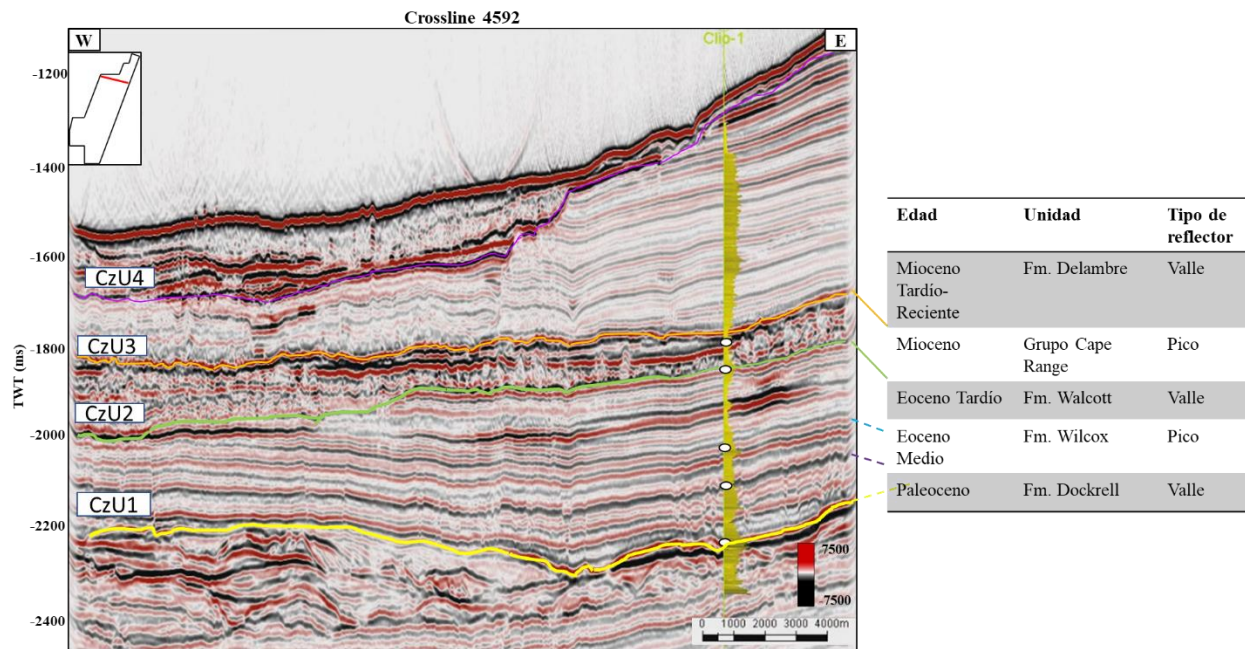 Crossline 4592
W
Clio-1
E
-1200
-1400
-1600
-1800
-2000
-2200
-2400
TWT (ms)
CzU4
CzU3
CzU2
CzU1
7500
-7500
0 1000 2000 3000 4000m
Edad Unidad Tipo de
reflector
Mioceno Fm. Delambre Valle
Tardío-
Reciente
Mioceno Grupo Cape Pico
Range
Eoceno Tardío Fm. Walcott Valle
Eoceno Fm. Wilcox Pico
Medio
Paleoceno Fm. Dockrell Valle